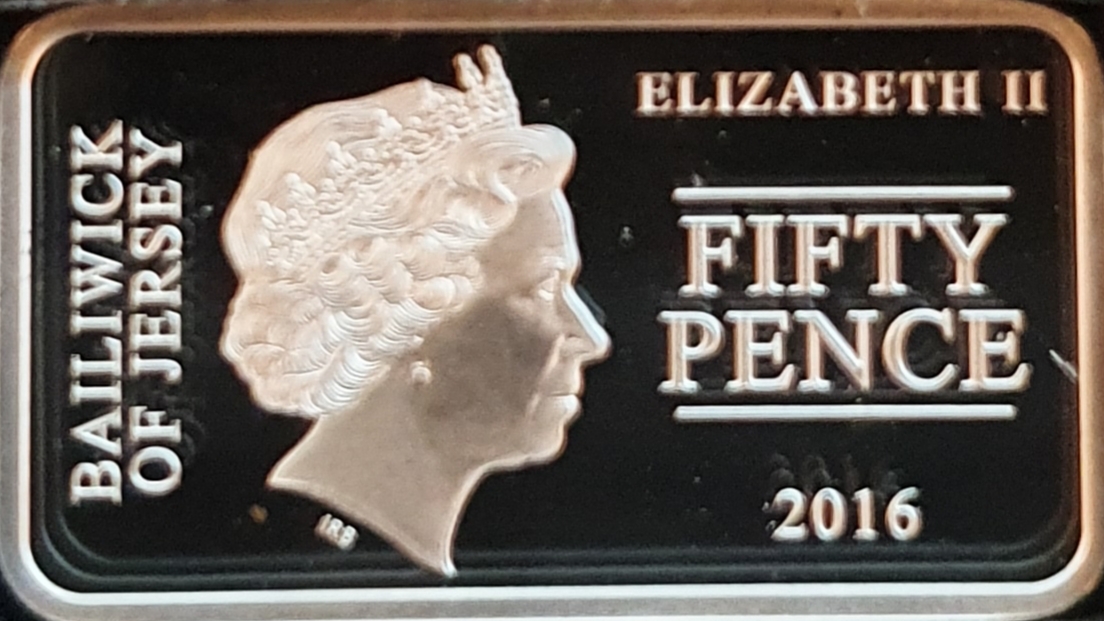 BAILIWICK
OF JERSEY
ELIZABETH II
FIFTY
PENCE
2016
IRB